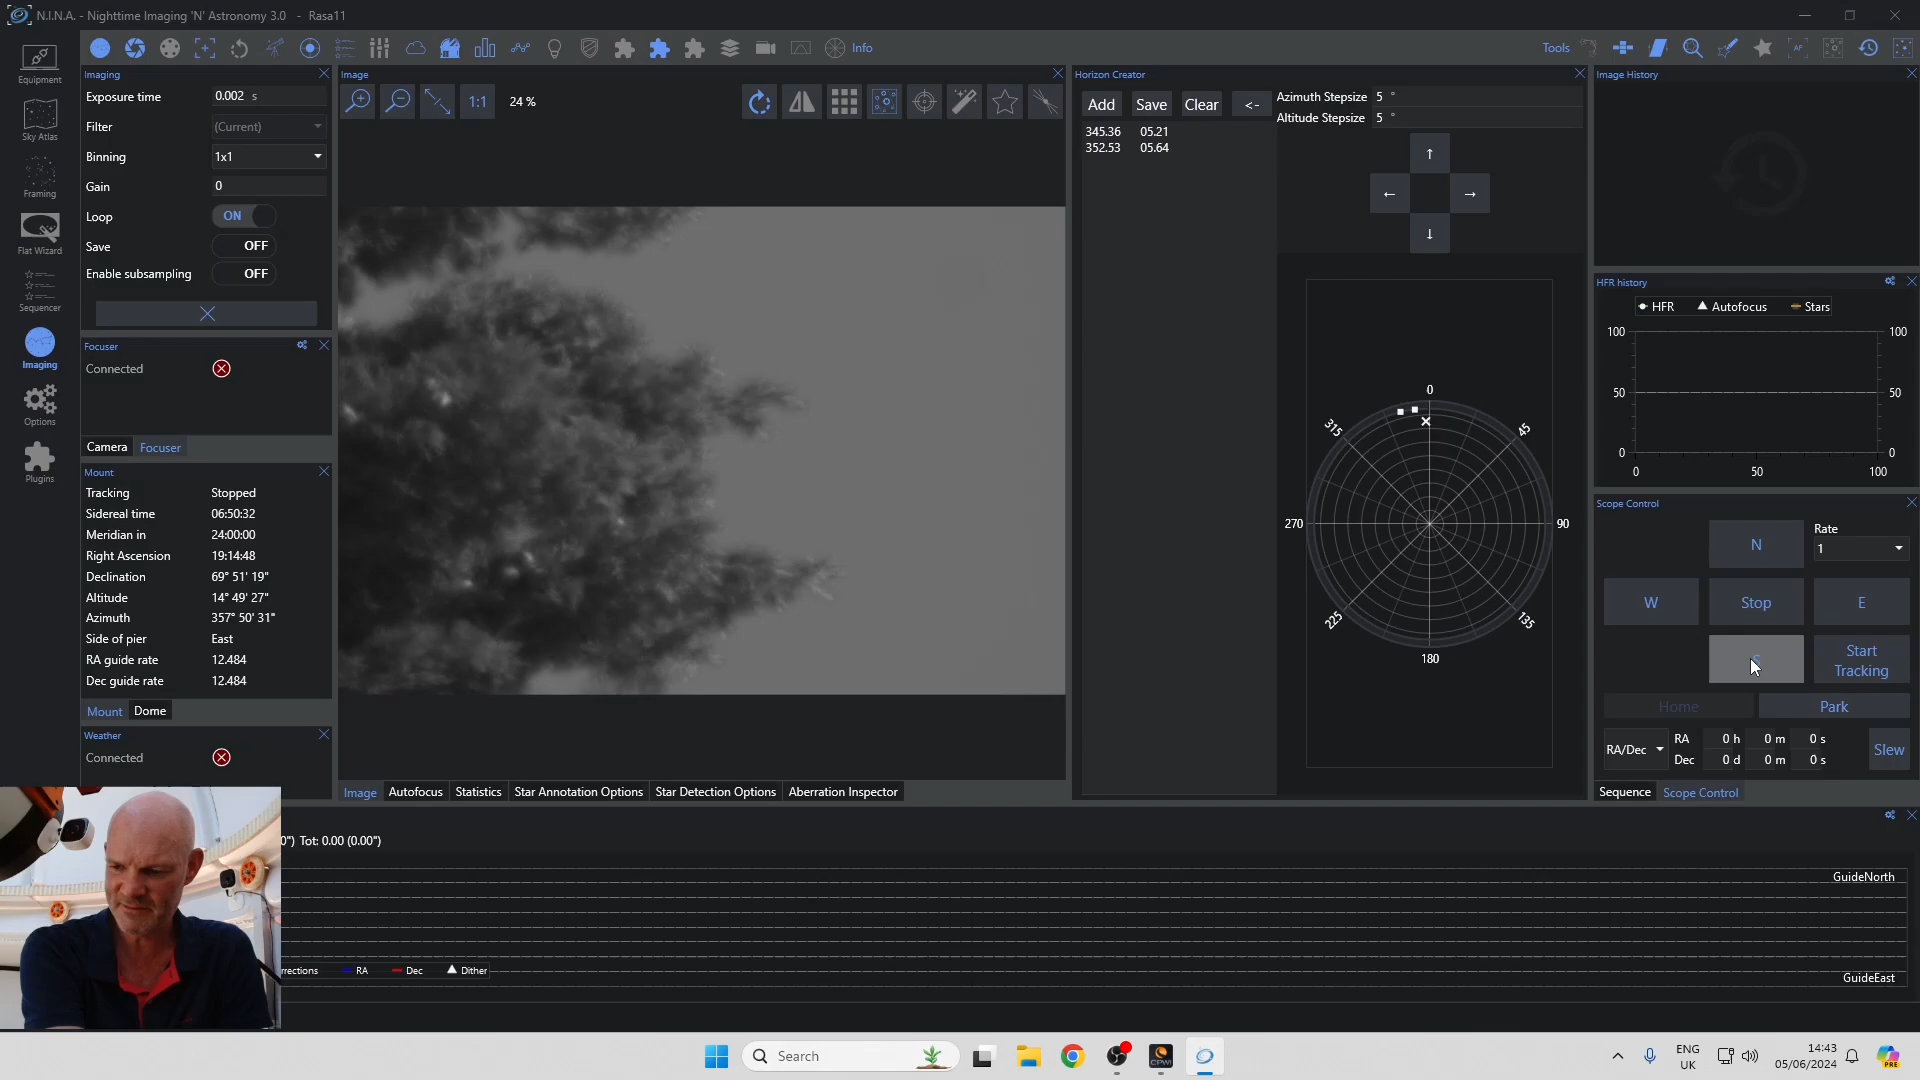 N.I.N.A. - Nighttime Imaging 'N' Astronomy 3.0 - Rasa11
Equipment
Sky Atlas
Framing
Flat Wizard
Sequencer
Imaging
Options
Plugins
Info
Tools
AF
Imaging
Exposure time 0.002 s
Filter (Current)
Binning 1x1
Gain 0
Loop ON
Save OFF
Enable subsampling OFF
Focuser
Connected
Camera Focuser
Mount
Tracking Stopped
Sidereal time 06:50:32
Meridian in 24:00:00
Right Ascension 19:14:48
Declination 69° 51' 19"
Altitude 14° 49' 27"
Azimuth 357° 50' 31"
Side of pier East
RA guide rate 12.484
Dec guide rate 12.484
Mount Dome
Weather
Connected
Image
1:1 24 %
Image Autofocus Statistics Star Annotation Options Star Detection Options Aberration Inspector
Horizon Creator
Add Save Clear <-
Azimuth Stepsize 5 °
Altitude Stepsize 5 °
345.36 05.21
352.53 05.64
↑
← →
↓
0
315 45
270 90
225 135
180
Image History
HFR history
HFR Autofocus Stars
100 100
50 50
0 0
0 50 100
Scope Control
N
Rate
1
W Stop E
S
Start Tracking
Home Park
RA/Dec
RA 0 h 0 m 0 s
Dec 0 d 0 m 0 s
Slew
Sequence Scope Control
0") Tot: 0.00 (0.00")
GuideNorth
rrections RA Dec Dither
GuideEast
Search
CPWI
ENG
UK
14:43
05/06/2024
PRE